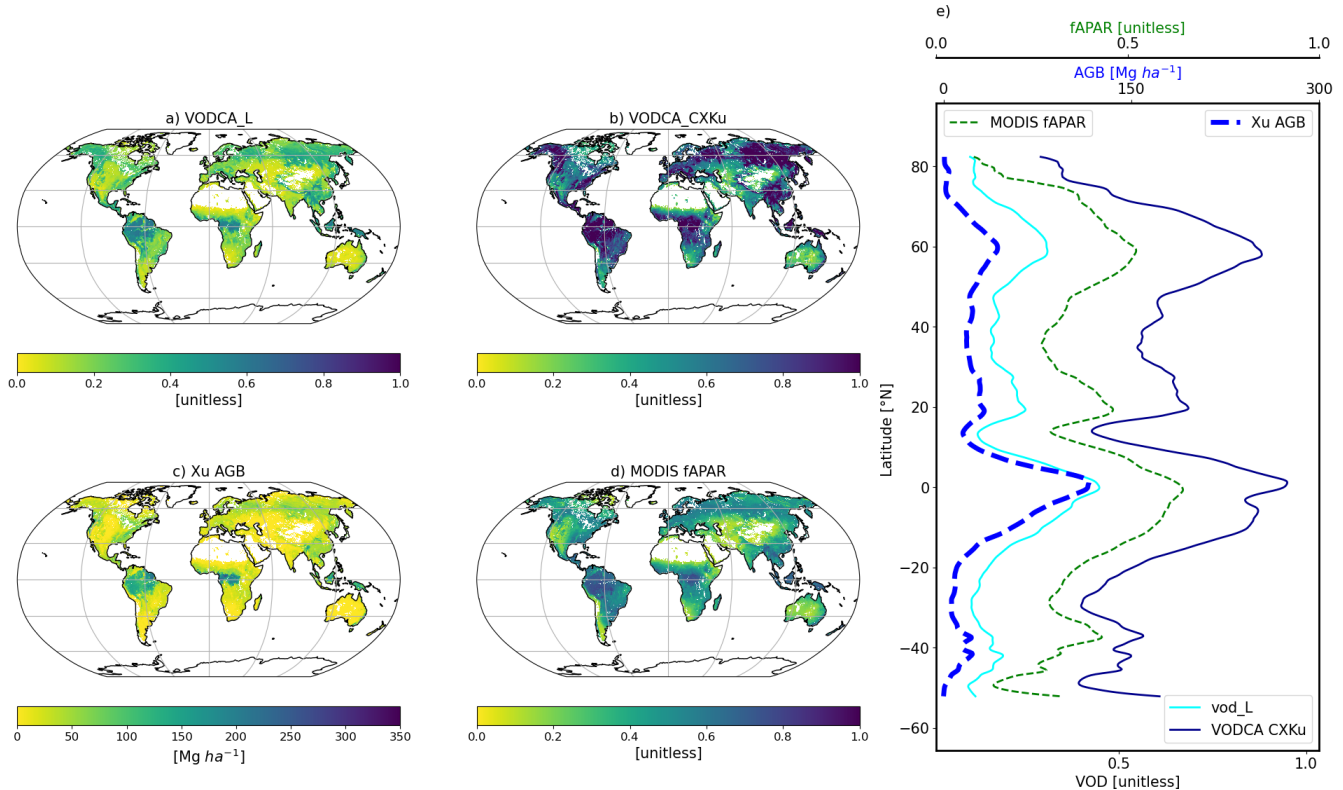 a) VODCA_L
0.0 0.2 0.4 0.6 0.8 1.0
[unitless]
b) VODCA_CXKu
0.0 0.2 0.4 0.6 0.8 1.0
[unitless]
c) Xu AGB
0 50 100 150 200 250 300 350
[Mg ha⁻¹]
d) MODIS fAPAR
0.0 0.2 0.4 0.6 0.8 1.0
[unitless]
e)
fAPAR [unitless]
0.0 0.5 1.0
AGB [Mg ha⁻¹]
0 150 300
MODIS fAPAR
Xu AGB
Latitude [°N]
80
60
40
20
0
−20
−40
−60
vod_L
VODCA CXKu
0.5 1.0
VOD [unitless]